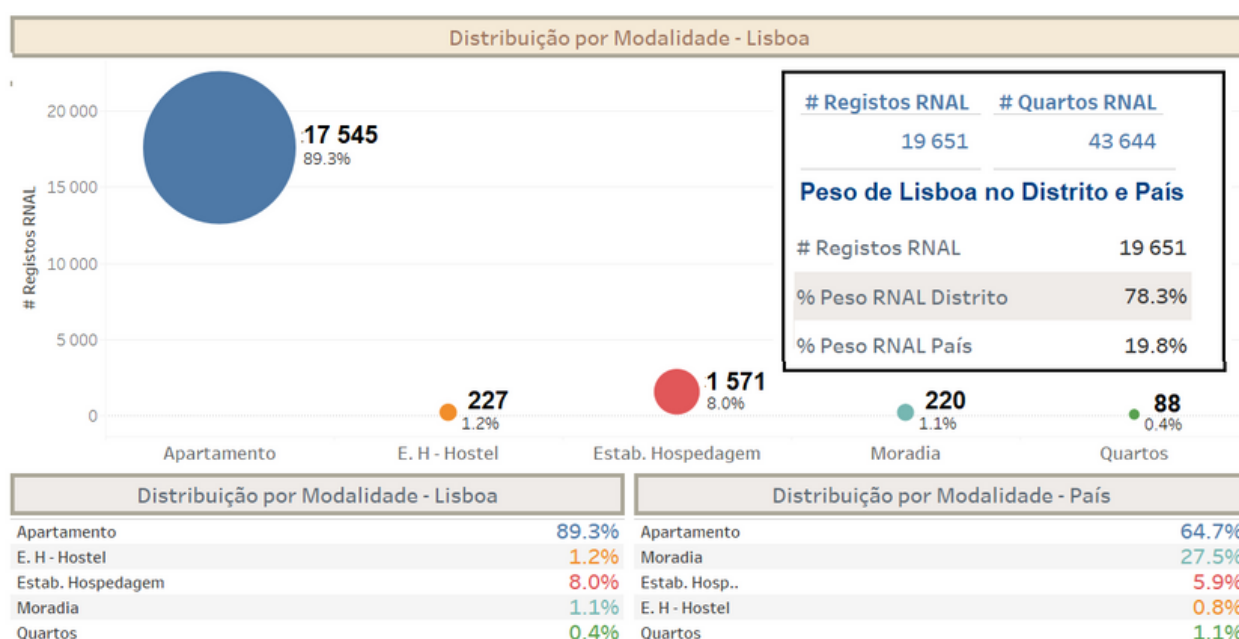 Distribuição por Modalidade - Lisboa
# Registos RNAL
20 000
15 000
10 000
5 000
0
17 545
89.3%
227
1.2%
1 571
8.0%
220
1.1%
88
0.4%
Apartamento E. H - Hostel Estab. Hospedagem Moradia Quartos
# Registos RNAL # Quartos RNAL
19 651 43 644
Peso de Lisboa no Distrito e País
# Registos RNAL 19 651
% Peso RNAL Distrito 78.3%
% Peso RNAL País 19.8%
Distribuição por Modalidade - Lisboa
Apartamento 89.3%
E. H - Hostel 1.2%
Estab. Hospedagem 8.0%
Moradia 1.1%
Quartos 0.4%
Distribuição por Modalidade - País
Apartamento 64.7%
Moradia 27.5%
Estab. Hosp.. 5.9%
E. H - Hostel 0.8%
Quartos 1.1%